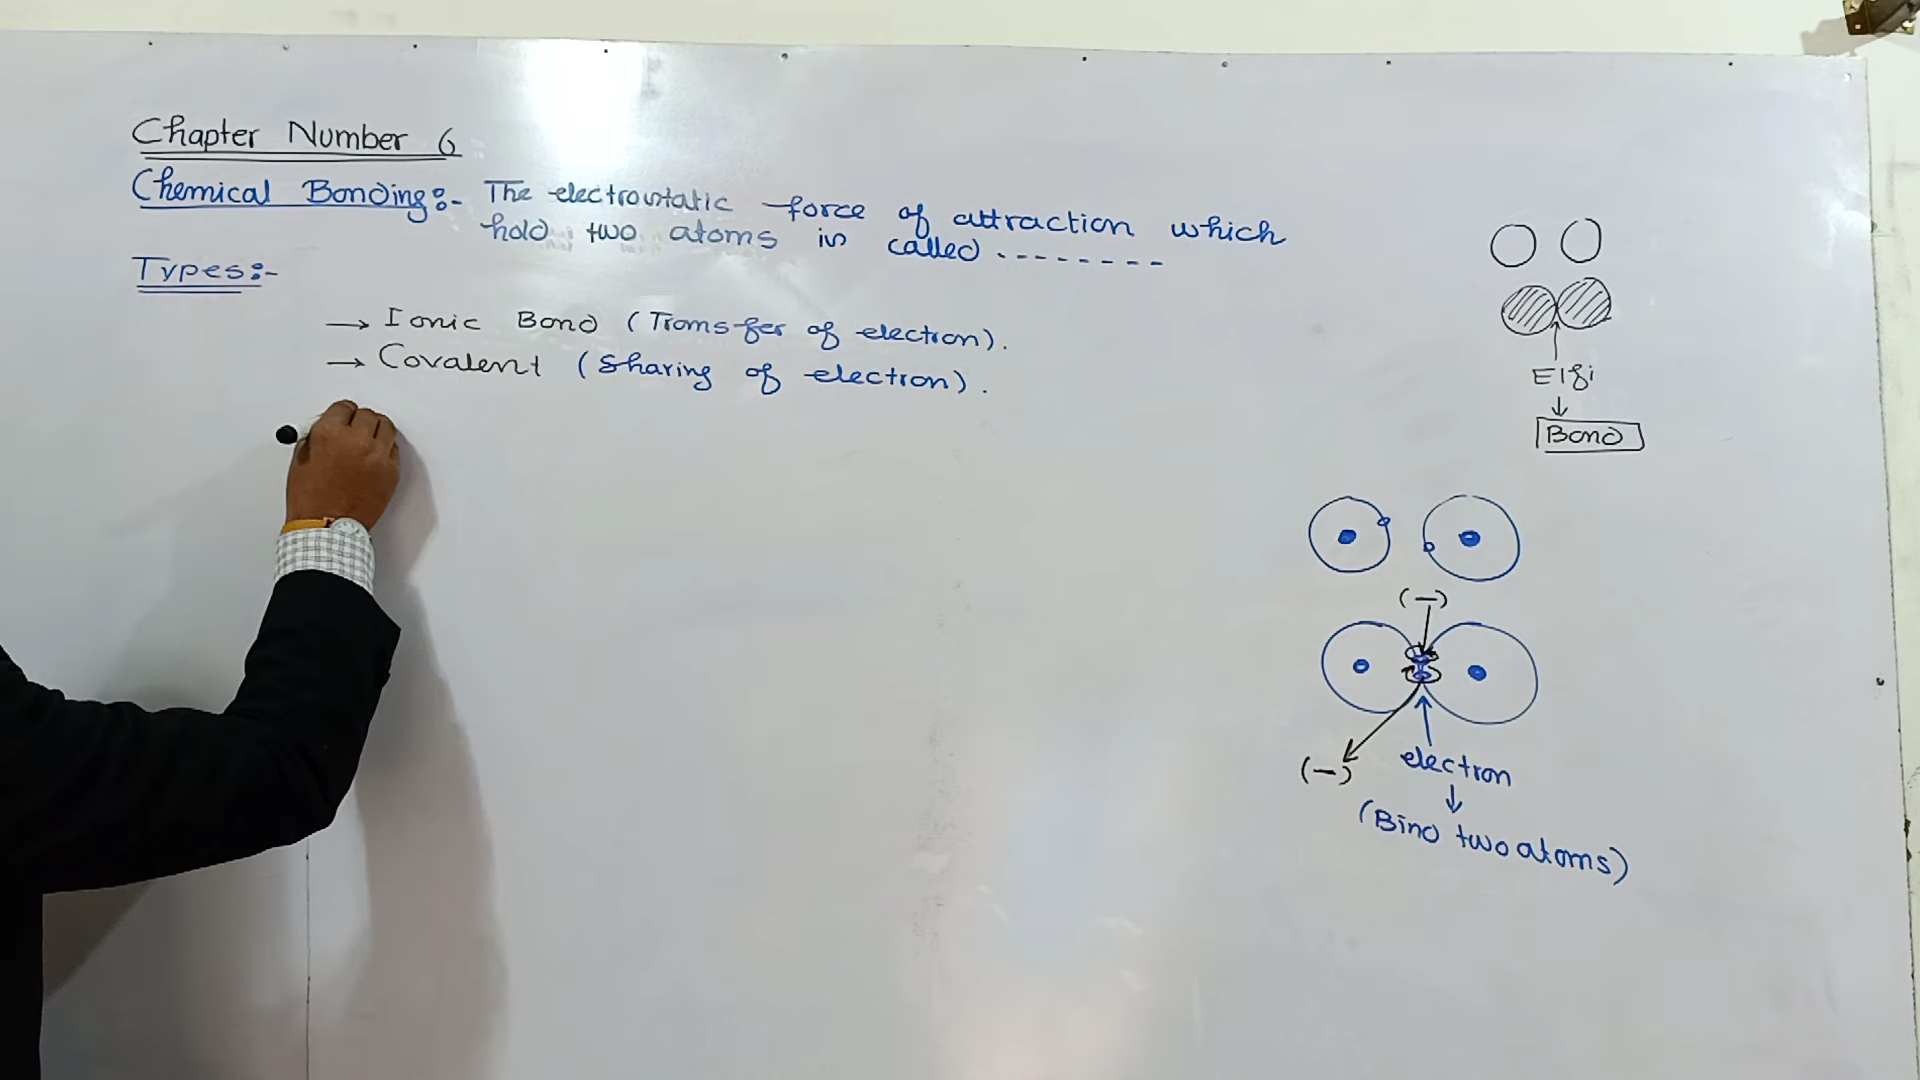 Chapter Number 6
Chemical Bonding:- The electrostatic force of attraction which
hold two atoms is called --------
Types:-
→ Ionic Bond (Transfer of electron).
→ Covalent (Sharing of electron).
Elfi
↓
Bond
(-)
(-)
electron
↓
(Bind two atoms)